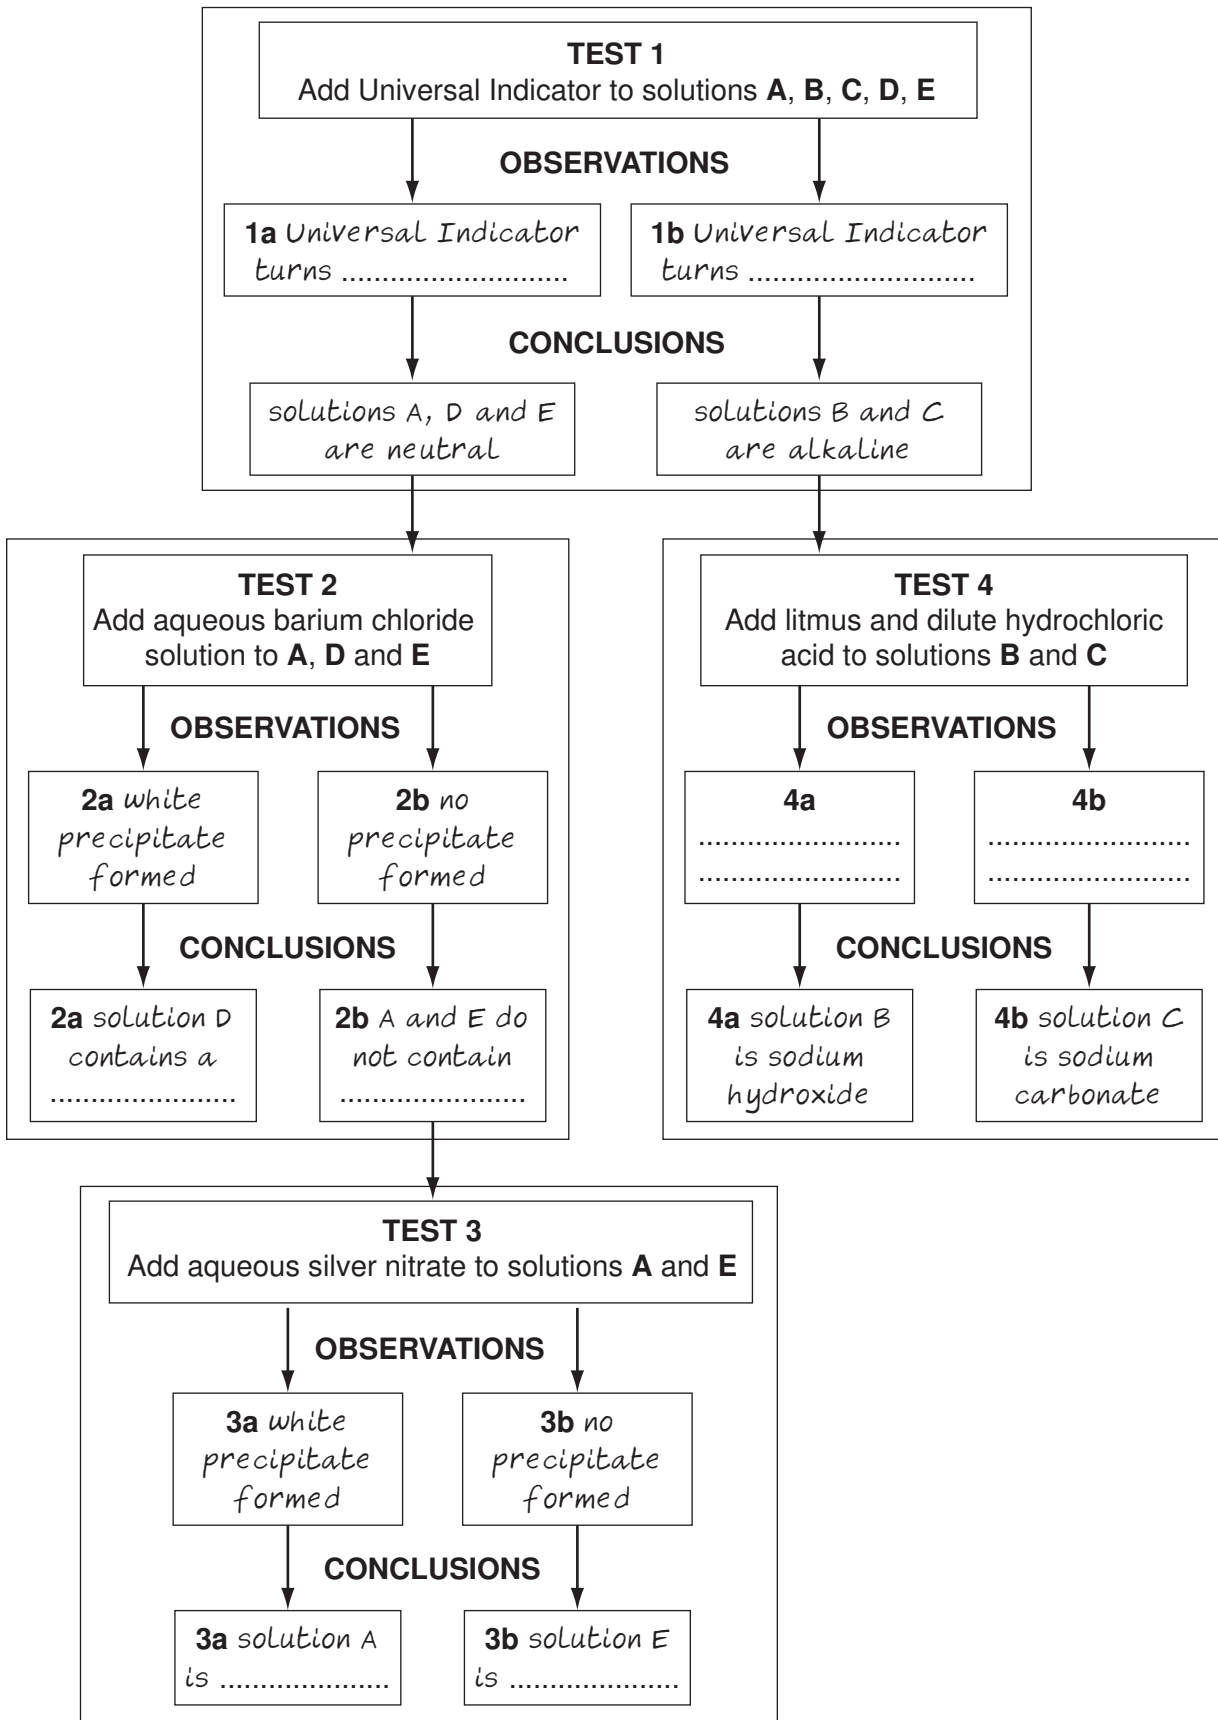 TEST 1
Add Universal Indicator to solutions A, B, C, D, E
OBSERVATIONS
1a Universal Indicator
turns ............................
1b Universal Indicator
turns ............................
CONCLUSIONS
solutions A, D and E
are neutral
solutions B and C
are alkaline
TEST 2
Add aqueous barium chloride
solution to A, D and E
OBSERVATIONS
2a white
precipitate
formed
2b no
precipitate
formed
CONCLUSIONS
2a solution D
contains a
.......................
2b A and E do
not contain
.......................
TEST 4
Add litmus and dilute hydrochloric
acid to solutions B and C
OBSERVATIONS
4a
.........................
.........................
4b
.........................
.........................
CONCLUSIONS
4a solution B
is sodium
hydroxide
4b solution C
is sodium
carbonate
TEST 3
Add aqueous silver nitrate to solutions A and E
OBSERVATIONS
3a white
precipitate
formed
3b no
precipitate
formed
CONCLUSIONS
3a solution A
is .....................
3b solution E
is .....................